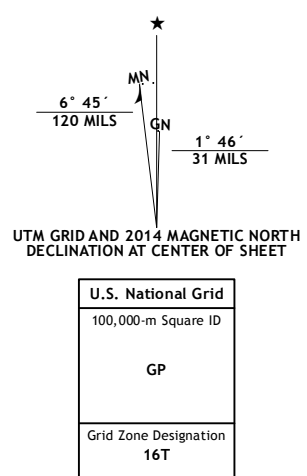 ★
MN.
GN
6° 45´
120 MILS
1° 46´
31 MILS
UTM GRID AND 2014 MAGNETIC NORTH
DECLINATION AT CENTER OF SHEET
U.S. National Grid
100,000-m Square ID
GP
Grid Zone Designation
16T